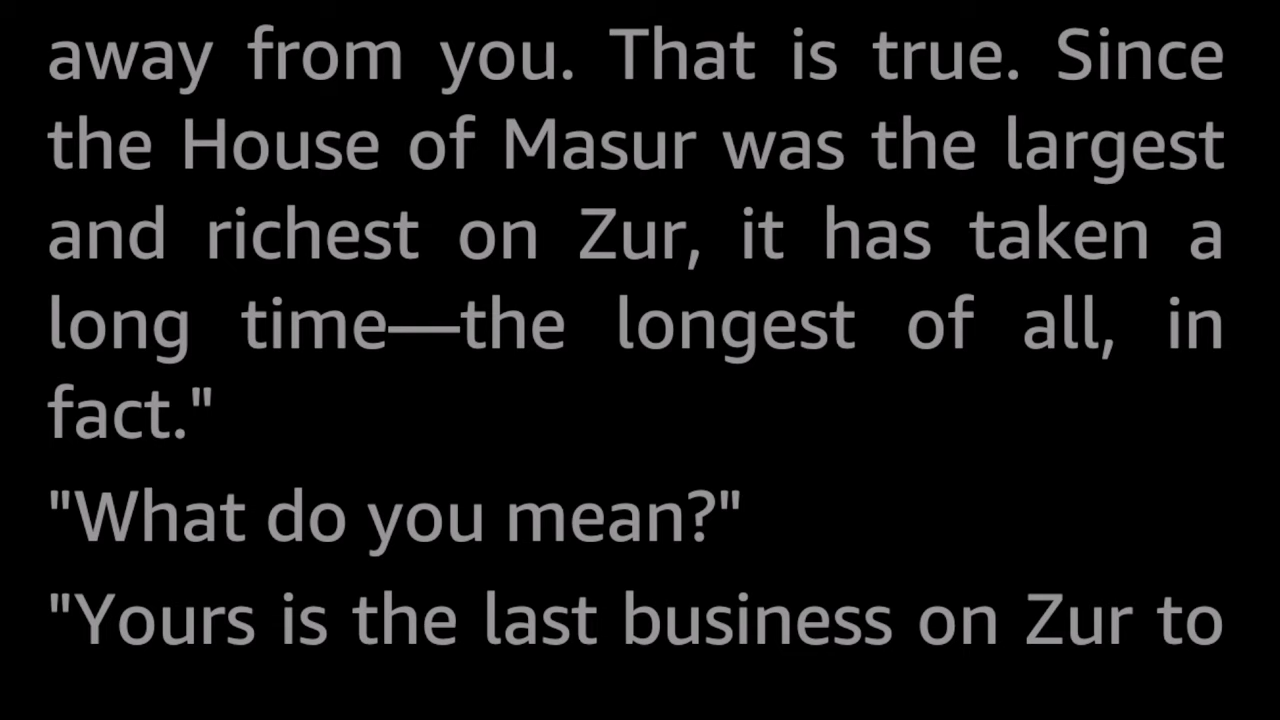 away from you. That is true. Since
the House of Masur was the largest
and richest on Zur, it has taken a
long time—the longest of all, in
fact."
"What do you mean?"
"Yours is the last business on Zur to